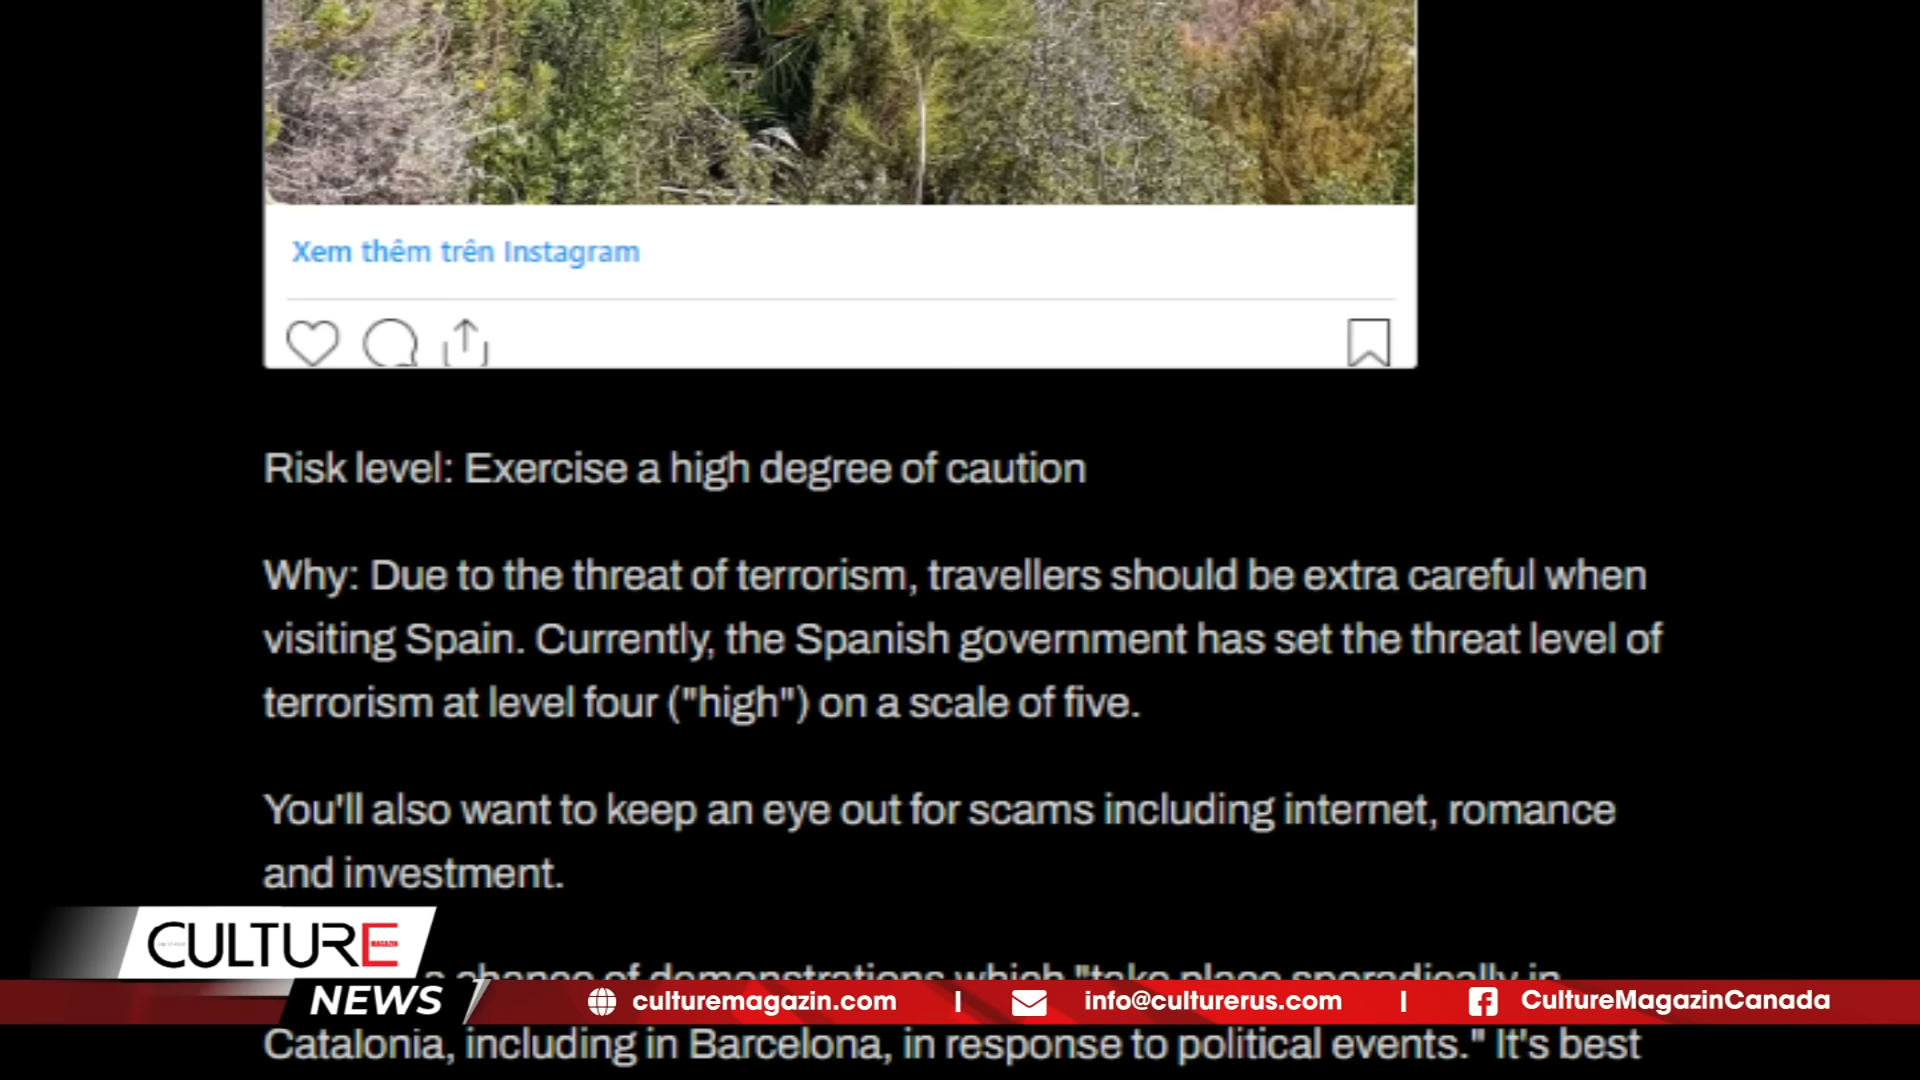 Xem thêm trên Instagram
Risk level: Exercise a high degree of caution
Why: Due to the threat of terrorism, travellers should be extra careful when
visiting Spain. Currently, the Spanish government has set the threat level of
terrorism at level four ("high") on a scale of five.
You'll also want to keep an eye out for scams including internet, romance
and investment.
chance of demonstrations which "take place sporadically in
Catalonia, including in Barcelona, in response to political events." It's best
CULTURE
MAGAZIN
NEWS
culturemagazin.com | info@culturerus.com | CultureMagazinCanada